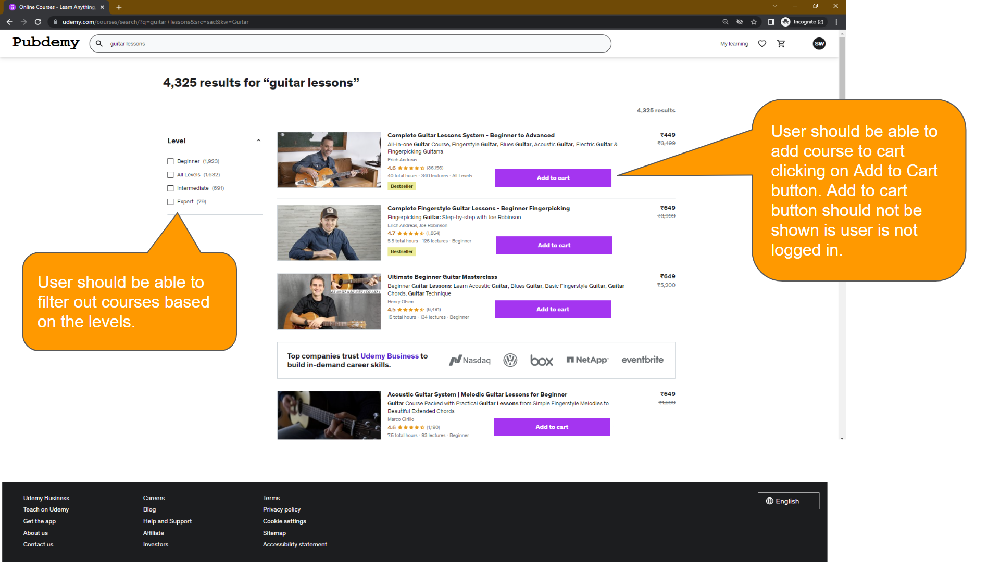 Online Courses - Learn Anything,
udemy.com/courses/search/?q=guitar+lessons&src=sac&kw=Guitar
Incognito (2)
Pubdemy
guitar lessons
My learning
SW
4,325 results for “guitar lessons”
4,325 results
Level
Beginner (1,923)
All Levels (1,632)
Intermediate (691)
Expert (79)
User should be able to
filter out courses based
on the levels.
Complete Guitar Lessons System - Beginner to Advanced
₹449
All-in-one Guitar Course, Fingerstyle Guitar, Blues Guitar, Acoustic Guitar, Electric Guitar &
₹3,499
Fingerpicking Guitarra
Erich Andreas
4.6 (36,156)
40 total hours · 340 lectures · All Levels
Bestseller
Add to cart
User should be able to
add course to cart
clicking on Add to Cart
button. Add to cart
button should not be
shown is user is not
logged in.
Complete Fingerstyle Guitar Lessons - Beginner Fingerpicking
₹649
Fingerpicking Guitar: Step-by-step with Joe Robinson
₹3,999
Erich Andreas, Joe Robinson
4.7 (1,854)
5.5 total hours · 126 lectures · Beginner
Bestseller
Add to cart
Ultimate Beginner Guitar Masterclass
₹649
Beginner Guitar Lessons: Learn Acoustic Guitar, Blues Guitar, Basic Fingerstyle Guitar, Guitar
₹5,200
Chords, Guitar Technique
Henry Olsen
4.5 (6,491)
15 total hours · 134 lectures · Beginner
Add to cart
A7 //// D7 // A7 // E7 / D7 / A7 /
Top companies trust Udemy Business to
build in-demand career skills.
Nasdaq
box
NetApp
eventbrite
Acoustic Guitar System | Melodic Guitar Lessons for Beginner
₹649
Guitar Course Packed with Practical Guitar Lessons from Simple Fingerstyle Melodies to
₹1,699
Beautiful Extended Chords
Marco Cirillo
4.6 (1,190)
7.5 total hours · 93 lectures · Beginner
Add to cart
Udemy Business
Teach on Udemy
Get the app
About us
Contact us
Careers
Blog
Help and Support
Affiliate
Investors
Terms
Privacy policy
Cookie settings
Sitemap
Accessibility statement
English